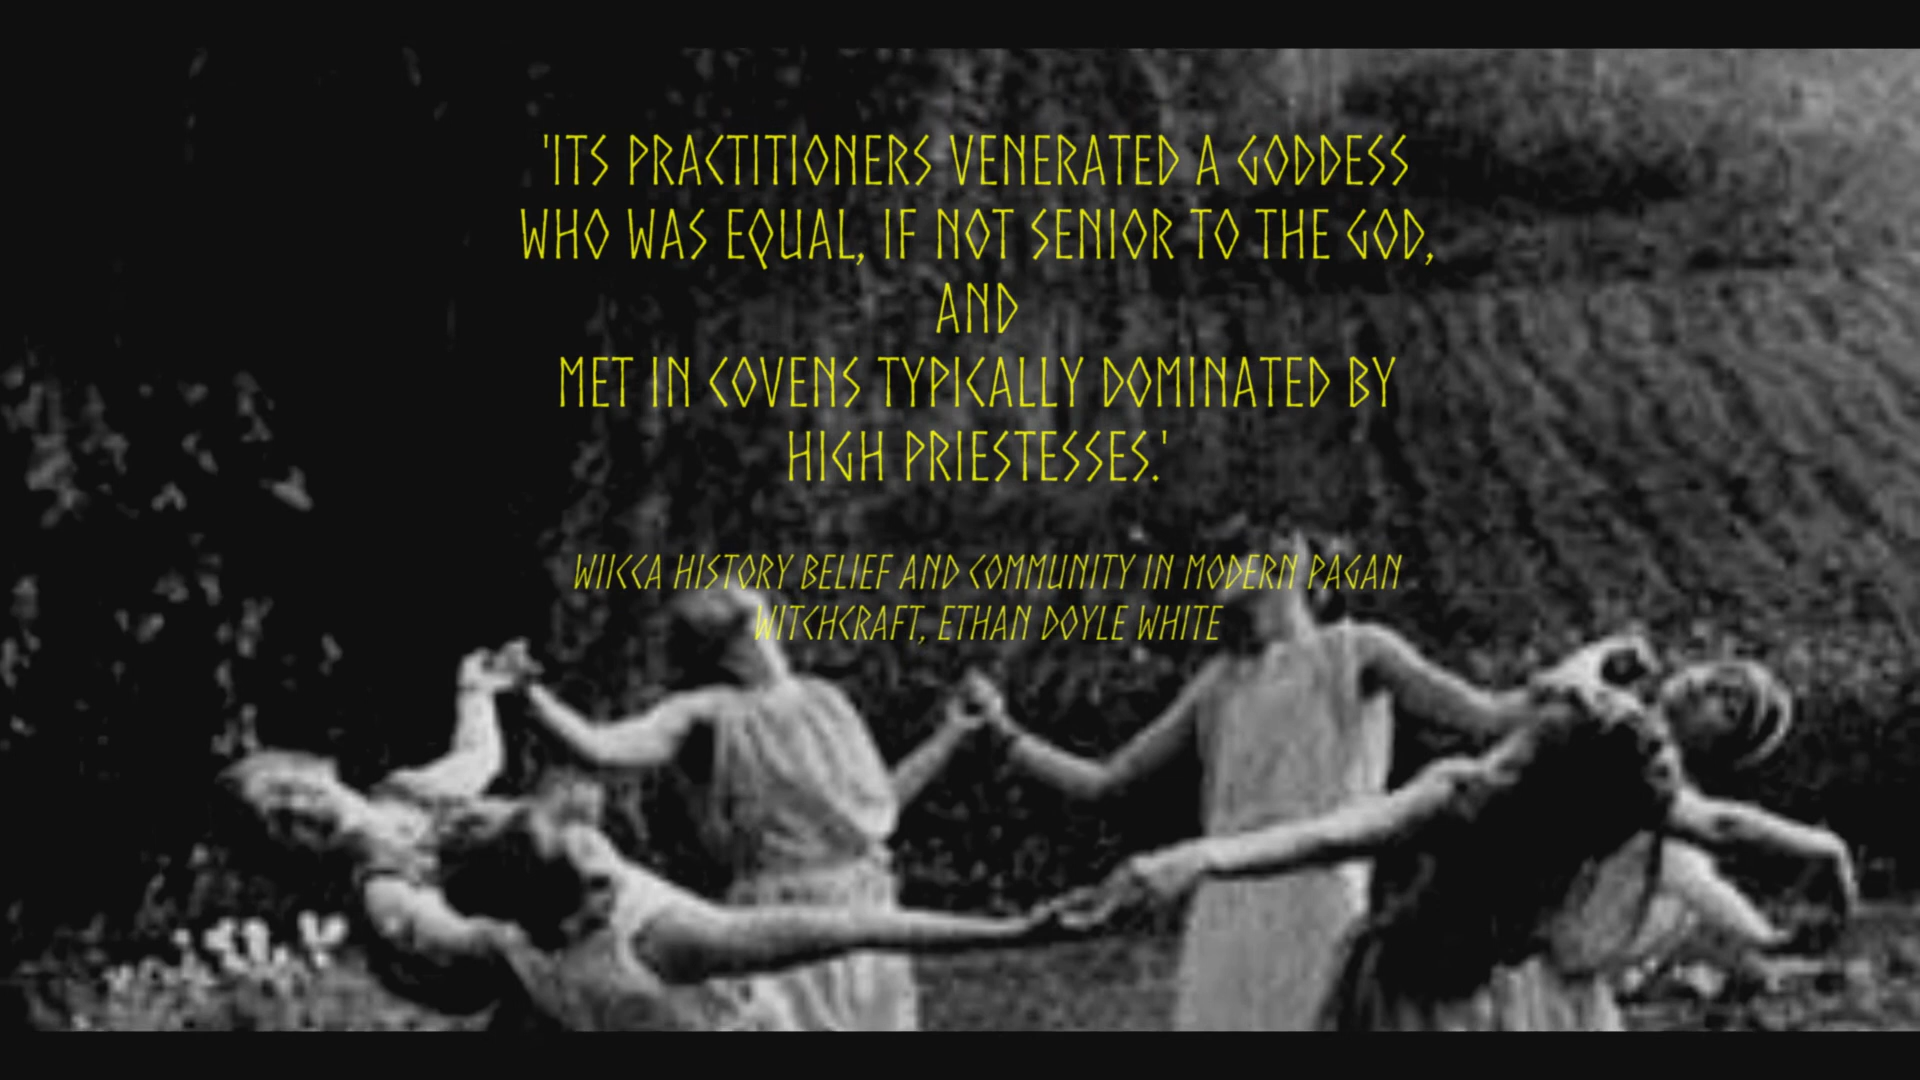 'ITS PRACTITIONERS VENERATED A GODDESS
WHO WAS EQUAL, IF NOT SENIOR TO THE GOD,
AND
MET IN COVENS TYPICALLY DOMINATED BY
HIGH PRIESTESSES.'
WIICCA HISTORY BELIEF AND COMMUNITY IN MODERN PAGAN
WITCHCRAFT, ETHAN DOYLE WHITE